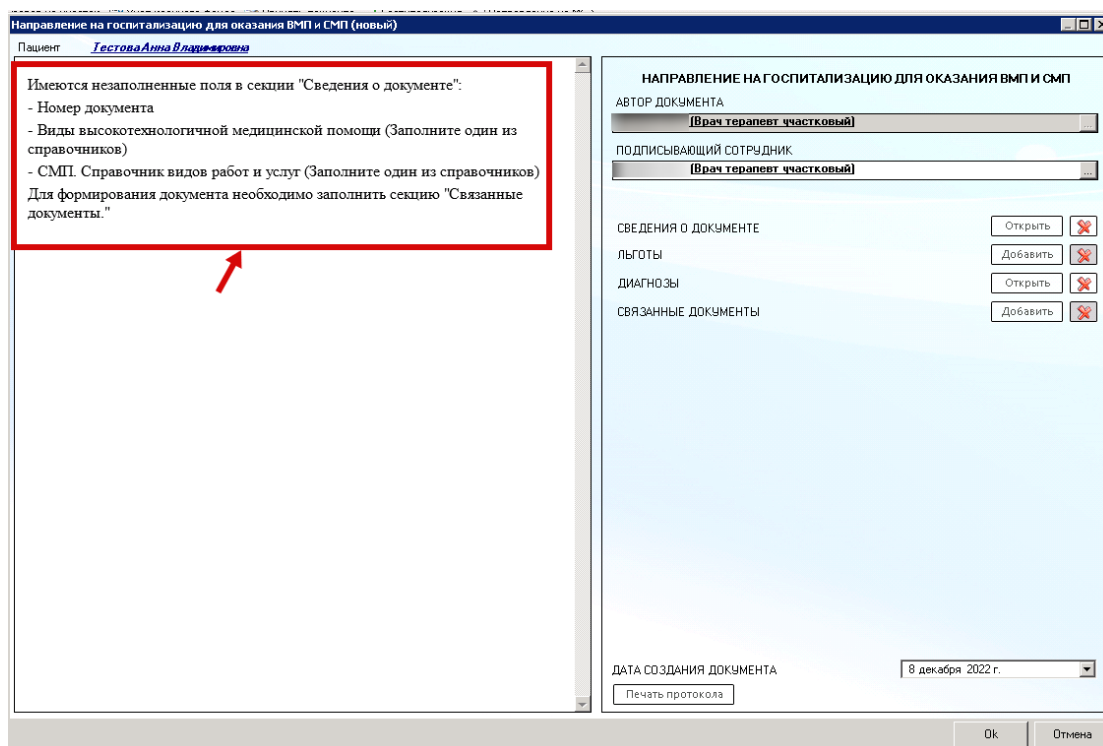 Направление на госпитализацию для оказания ВМП и СМП (новый)
Пациент Тестова Анна Владимировна
Имеются незаполненные поля в секции "Сведения о документе":
- Номер документа
- Виды высокотехнологичной медицинской помощи (Заполните один из
справочников)
- СМП. Справочник видов работ и услуг (Заполните один из справочников)
Для формирования документа необходимо заполнить секцию "Связанные
документы."
НАПРАВЛЕНИЕ НА ГОСПИТАЛИЗАЦИЮ ДЛЯ ОКАЗАНИЯ ВМП И СМП
АВТОР ДОКУМЕНТА
(Врач терапевт участковый)
...
ПОДПИСЫВАЮЩИЙ СОТРУДНИК
(Врач терапевт участковый)
...
СВЕДЕНИЯ О ДОКУМЕНТЕ Открыть
ЛЬГОТЫ Добавить
ДИАГНОЗЫ Открыть
СВЯЗАННЫЕ ДОКУМЕНТЫ Добавить
ДАТА СОЗДАНИЯ ДОКУМЕНТА 8 декабря 2022 г.
Печать протокола
Ok Отмена